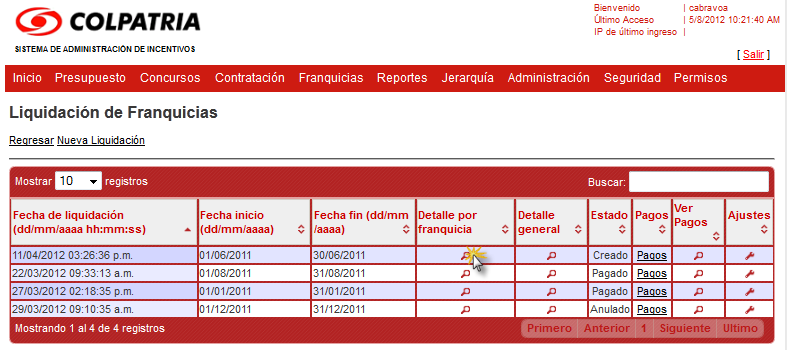 COLPATRIA
SISTEMA DE ADMINISTRACIÓN DE INCENTIVOS
Bienvenido | cabravoa
Último Acceso | 5/8/2012 10:21:40 AM
IP de último ingreso |
[ Salir ]
Inicio Presupuesto Concursos Contratación Franquicias Reportes Jerarquía Administración Seguridad Permisos
Liquidación de Franquicias
Regresar Nueva Liquidación
Mostrar 10 registros Buscar:
Fecha de liquidación (dd/mm/aaaa hh:mm:ss) Fecha inicio (dd/mm/aaaa) Fecha fin (dd/mm/aaaa) Detalle por franquicia Detalle general Estado Pagos Ver Pagos Ajustes
11/04/2012 03:26:36 p.m. 01/06/2011 30/06/2011 Creado Pagos
22/03/2012 09:33:13 a.m. 01/08/2011 31/08/2011 Pagado Pagos
27/03/2012 02:18:35 p.m. 01/01/2011 31/01/2011 Pagado Pagos
29/03/2012 09:10:35 a.m. 01/12/2011 31/12/2011 Anulado Pagos
Mostrando 1 al 4 de 4 registros Primero Anterior 1 Siguiente Ultimo